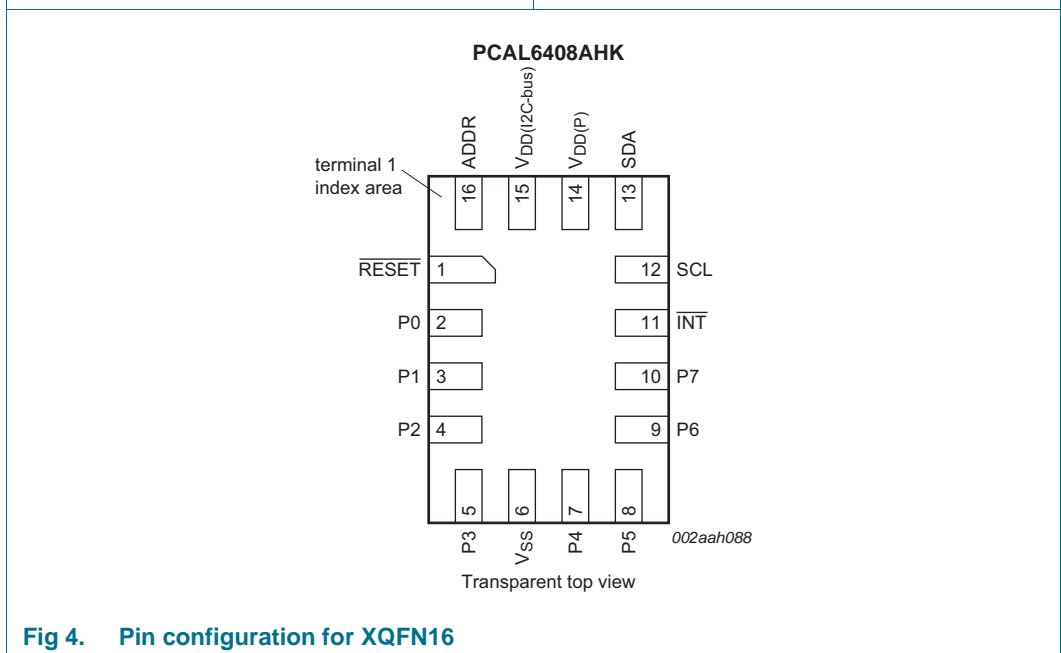 PCAL6408AHK
ADDR
VDD(I2C-bus)
VDD(P)
SDA
terminal 1
index area
16
15
14
13
RESET 1
12 SCL
P0 2
11 INT
P1 3
10 P7
P2 4
9 P6
5
6
7
8
P3
VSS
P4
P5
002aah088
Transparent top view
Fig 4. Pin configuration for XQFN16